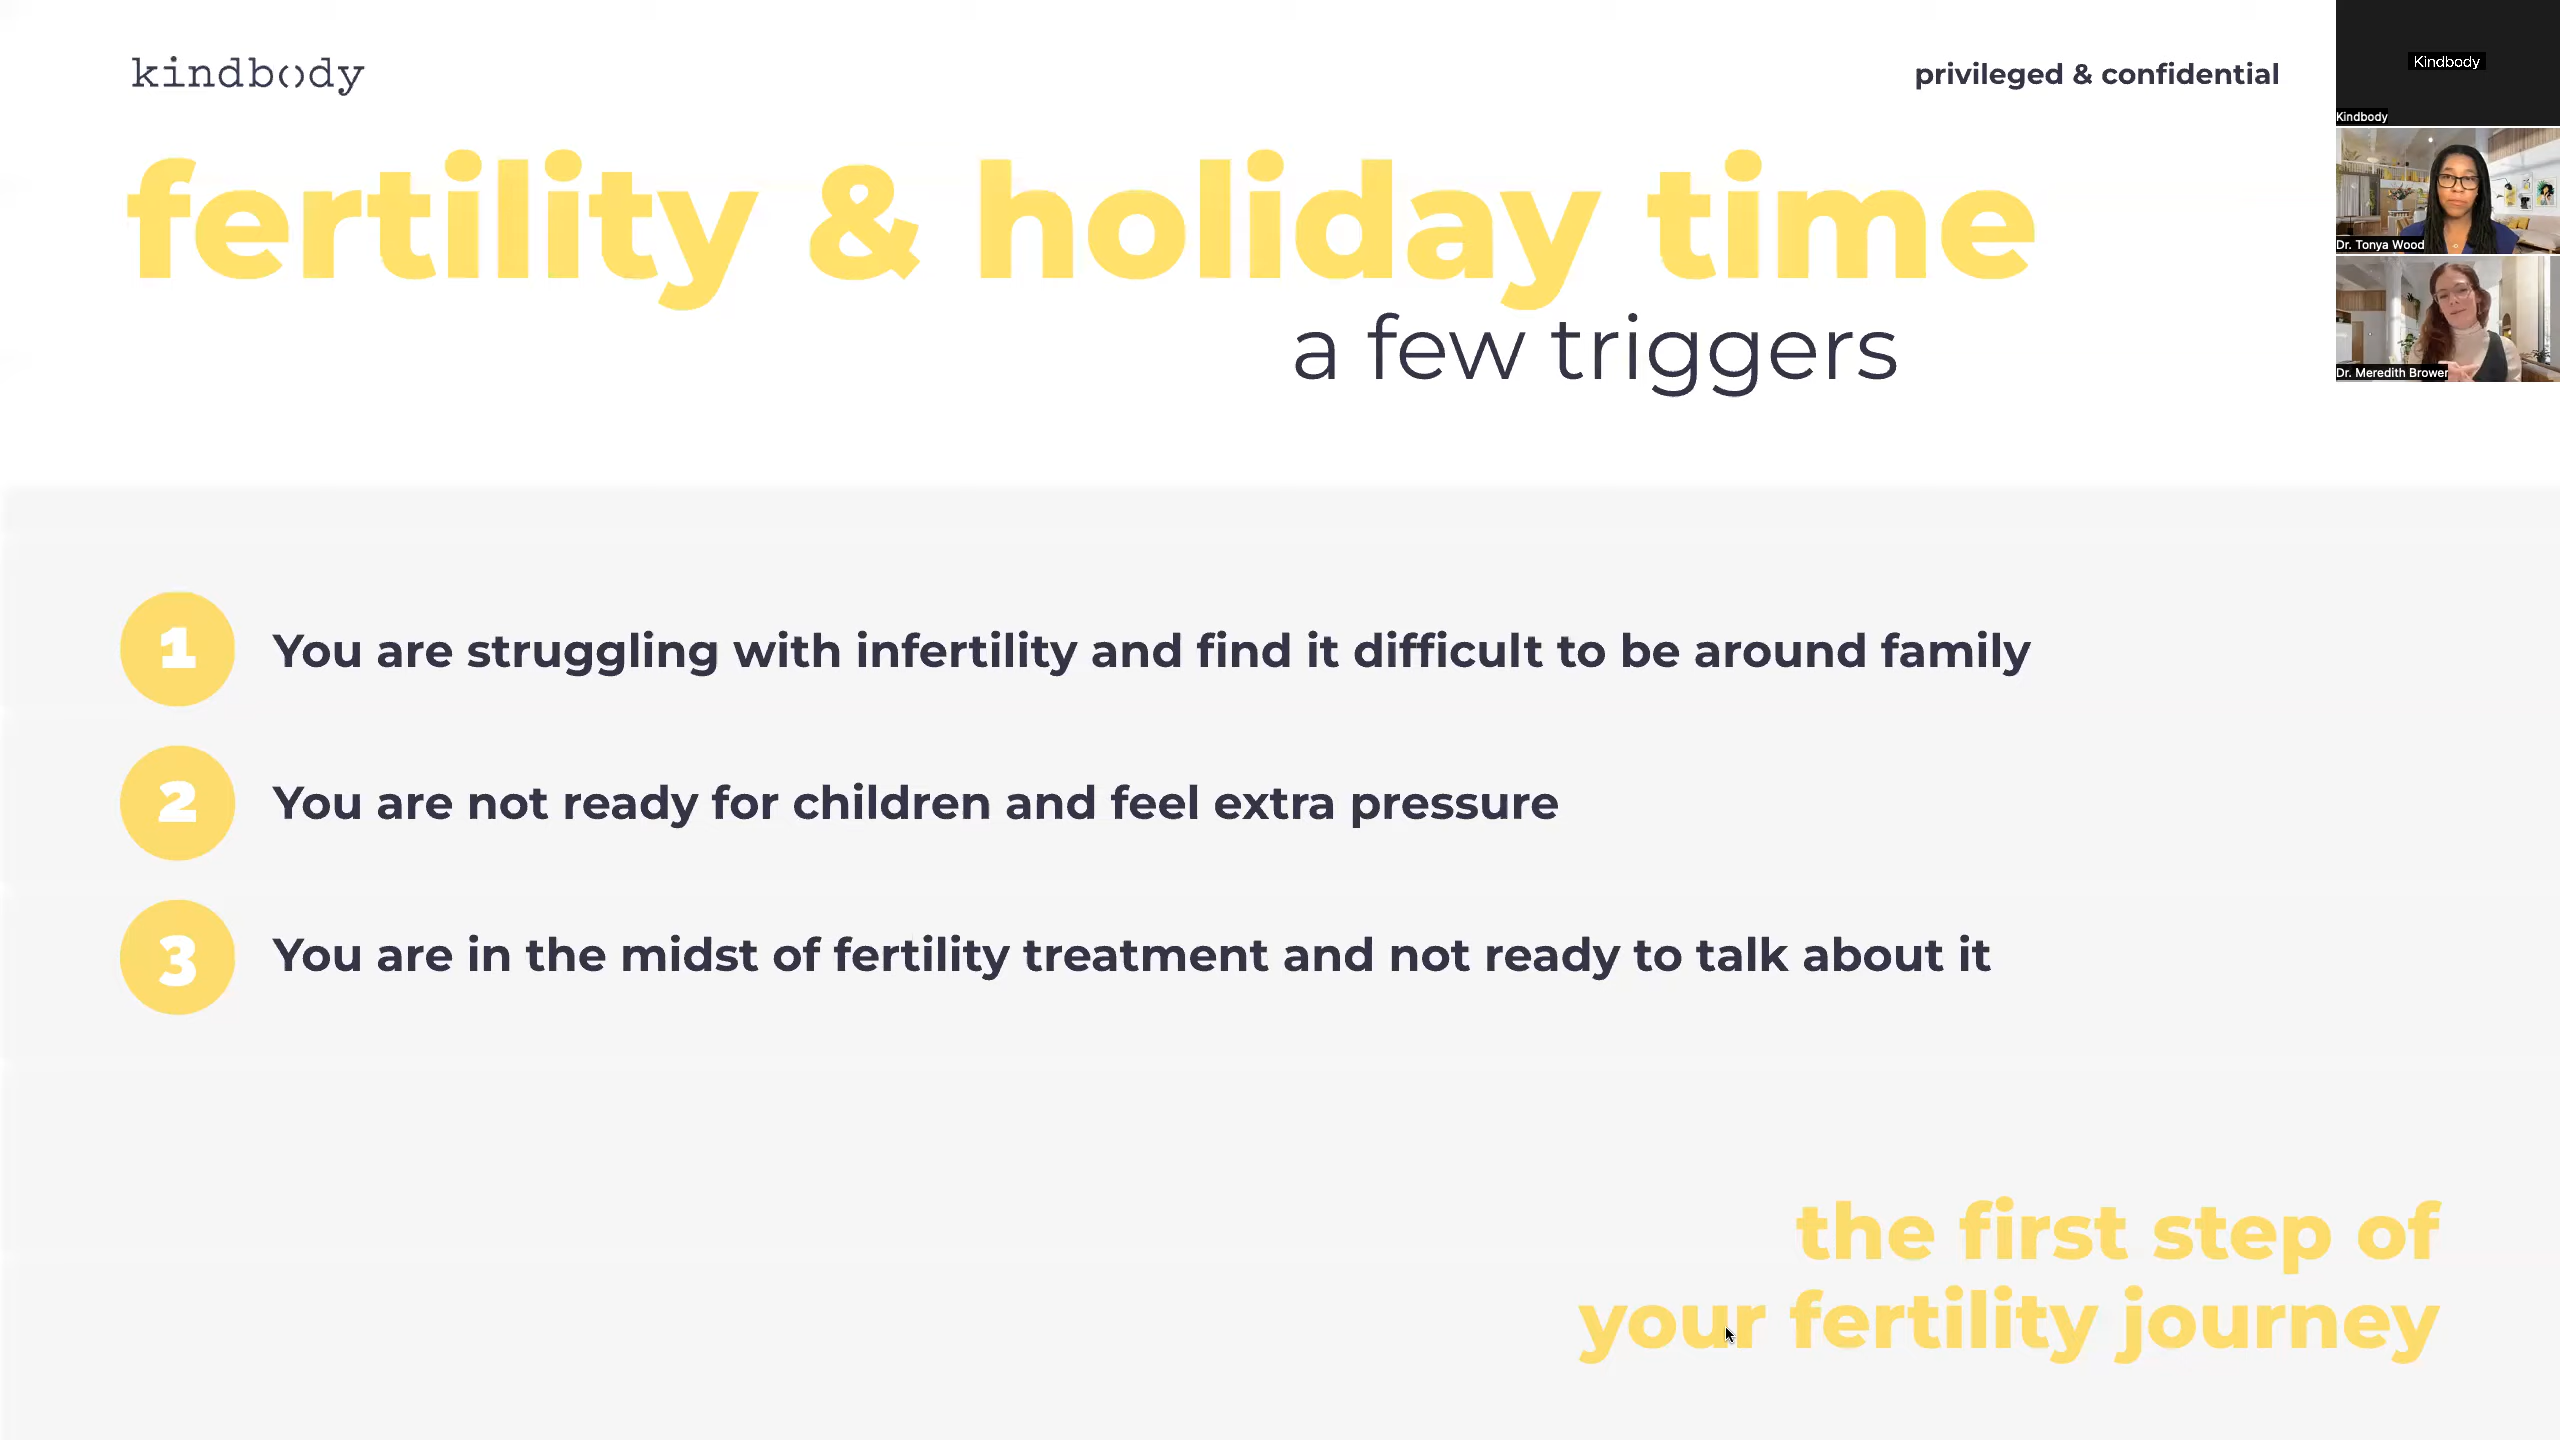 kindbody
privileged & confidential
fertility & holiday time
a few triggers
1 You are struggling with infertility and find it difficult to be around family
2 You are not ready for children and feel extra pressure
3 You are in the midst of fertility treatment and not ready to talk about it
the first step of
your fertility journey
Kindbody
Kindbody
Dr. Tonya Wood
Dr. Meredith Brower